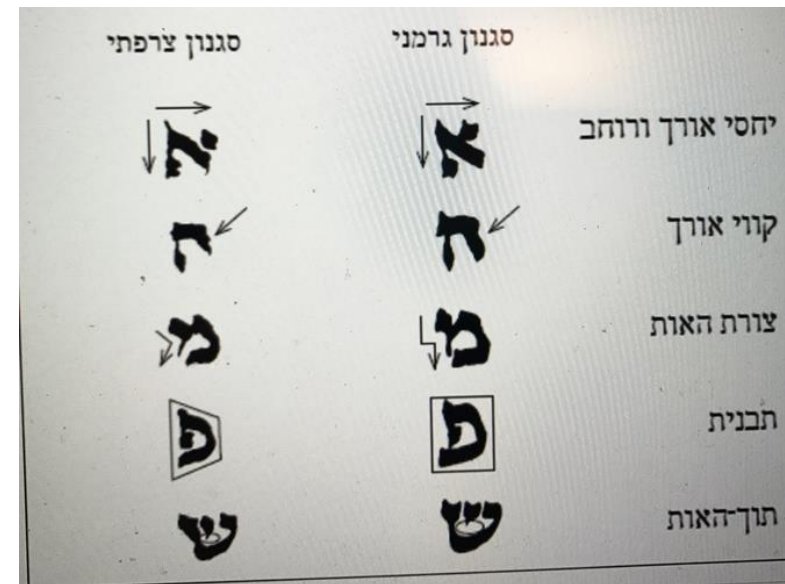 סגנון גרמני סגנון צרפתי
יחסי אורך ורוחב א א
קווי אורך ה ה
צורת האות מ מ
תבנית פ פ
תוך־האות ש ש